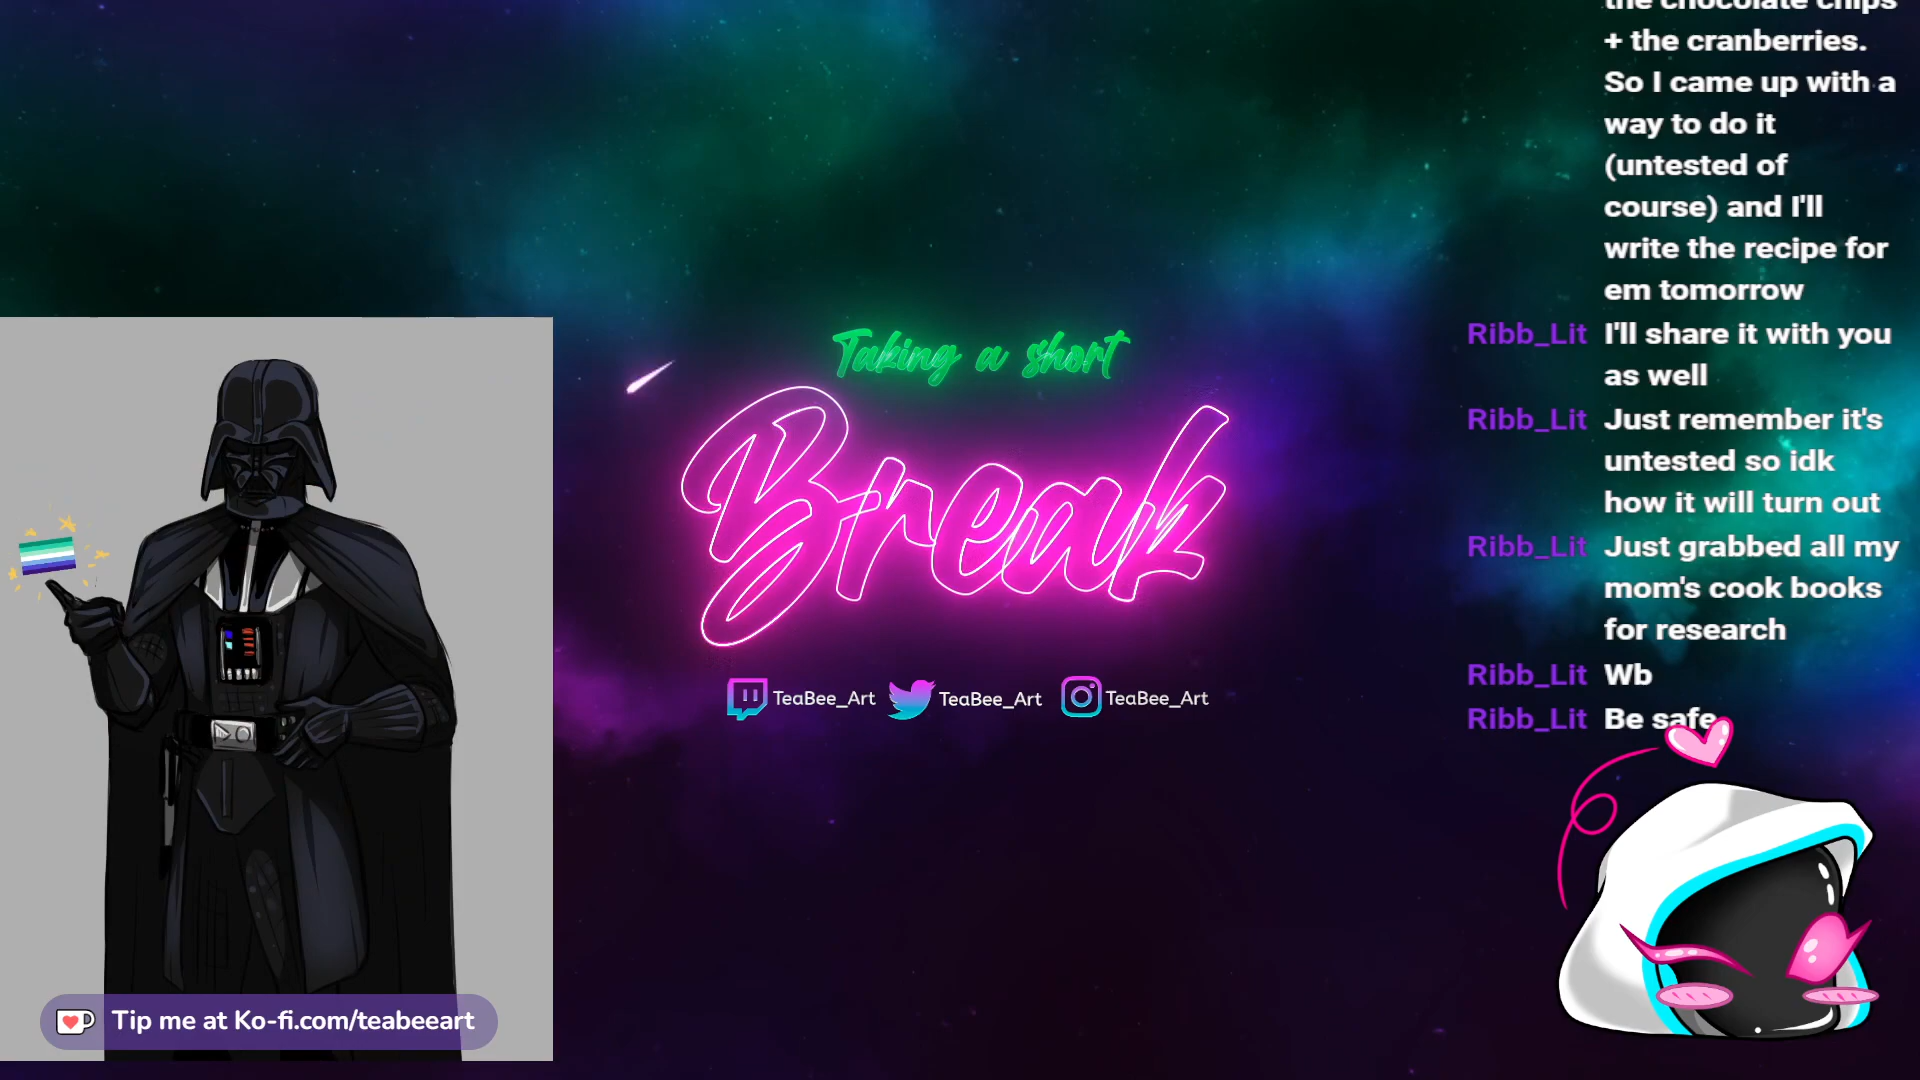 Taking a short
Break
TeaBee_Art TeaBee_Art TeaBee_Art
Tip me at Ko-fi.com/teabeeart
the chocolate chips
+ the cranberries.
So I came up with a
way to do it
(untested of
course) and I'll
write the recipe for
em tomorrow
Ribb_Lit I'll share it with you
as well
Ribb_Lit Just remember it's
untested so idk
how it will turn out
Ribb_Lit Just grabbed all my
mom's cook books
for research
Ribb_Lit Wb
Ribb_Lit Be safe